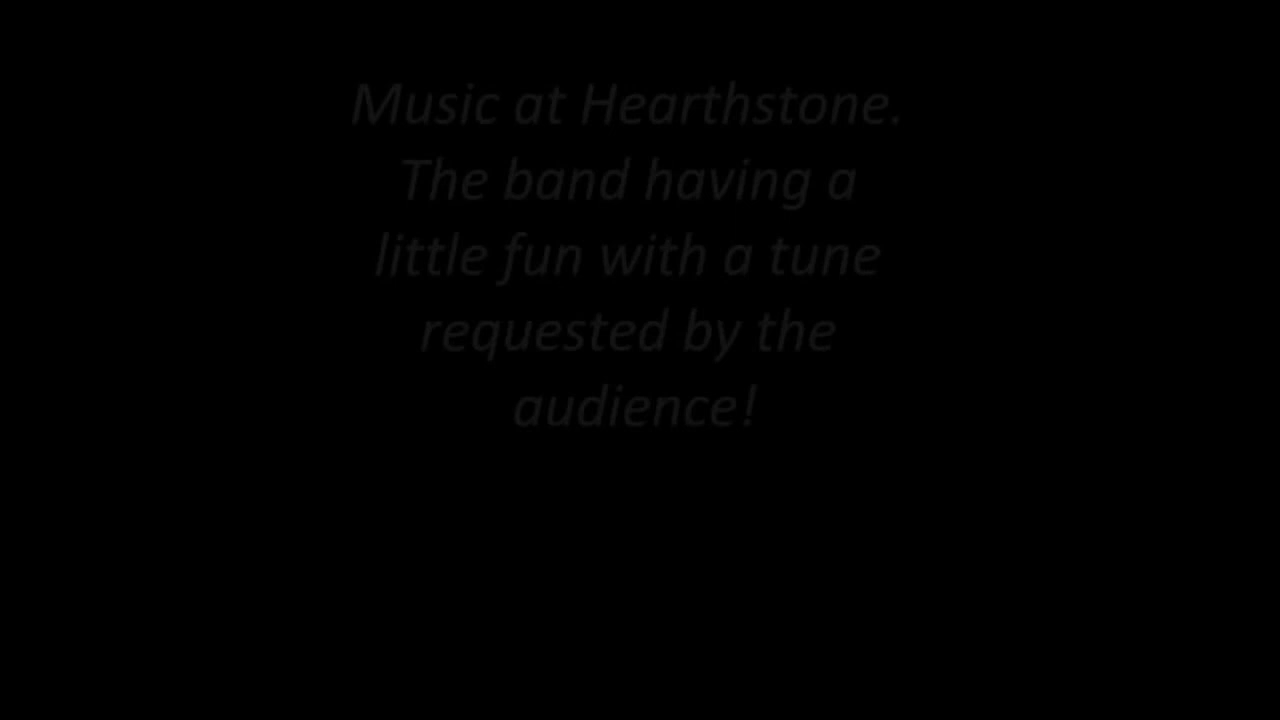 Music at Hearthstone.
The band having a
little fun with a tune
requested by the
audience!